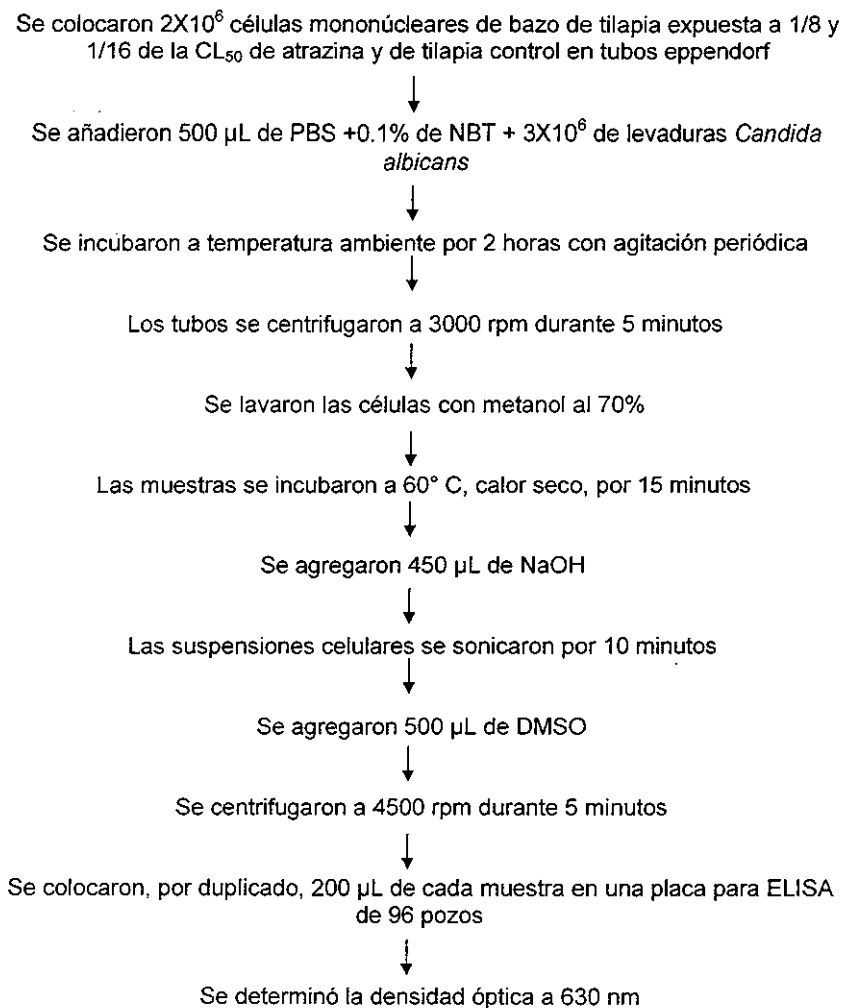 Se colocaron 2X10⁶ células mononúcleares de bazo de tilapia expuesta a 1/8 y
1/16 de la CL₅₀ de atrazina y de tilapia control en tubos eppendorf
Se añadieron 500 µL de PBS +0.1% de NBT + 3X10⁶ de levaduras Candida
albicans
Se incubaron a temperatura ambiente por 2 horas con agitación periódica
Los tubos se centrifugaron a 3000 rpm durante 5 minutos
Se lavaron las células con metanol al 70%
Las muestras se incubaron a 60° C, calor seco, por 15 minutos
Se agregaron 450 µL de NaOH
Las suspensiones celulares se sonicaron por 10 minutos
Se agregaron 500 µL de DMSO
Se centrifugaron a 4500 rpm durante 5 minutos
Se colocaron, por duplicado, 200 µL de cada muestra en una placa para ELISA
de 96 pozos
Se determinó la densidad óptica a 630 nm